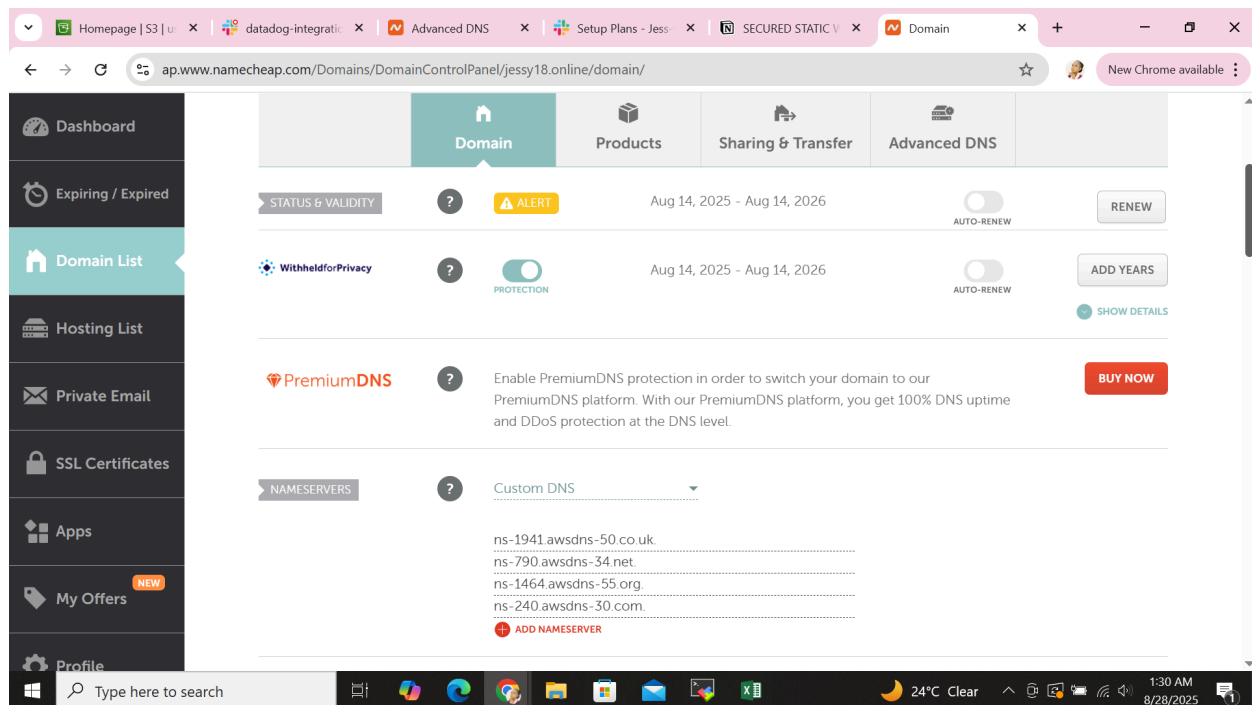 Homepage | S3 | us
datadog-integratic
Advanced DNS
Setup Plans - Jess-
SECURED STATIC W
Domain
ap.www.namecheap.com/Domains/DomainControlPanel/jessy18.online/domain/
New Chrome available
Dashboard
Expiring / Expired
Domain List
Hosting List
Private Email
SSL Certificates
Apps
NEW
My Offers
Profile
Domain
Products
Sharing & Transfer
Advanced DNS
STATUS & VALIDITY
?
ALERT
Aug 14, 2025 - Aug 14, 2026
AUTO-RENEW
RENEW
WithheldforPrivacy
?
PROTECTION
Aug 14, 2025 - Aug 14, 2026
AUTO-RENEW
ADD YEARS
SHOW DETAILS
PremiumDNS
?
Enable PremiumDNS protection in order to switch your domain to our
PremiumDNS platform. With our PremiumDNS platform, you get 100% DNS uptime
and DDoS protection at the DNS level.
BUY NOW
NAMESERVERS
?
Custom DNS
ns-1941.awsdns-50.co.uk.
ns-790.awsdns-34.net.
ns-1464.awsdns-55.org.
ns-240.awsdns-30.com.
ADD NAMESERVER
Type here to search
24°C Clear
1:30 AM
8/28/2025
1